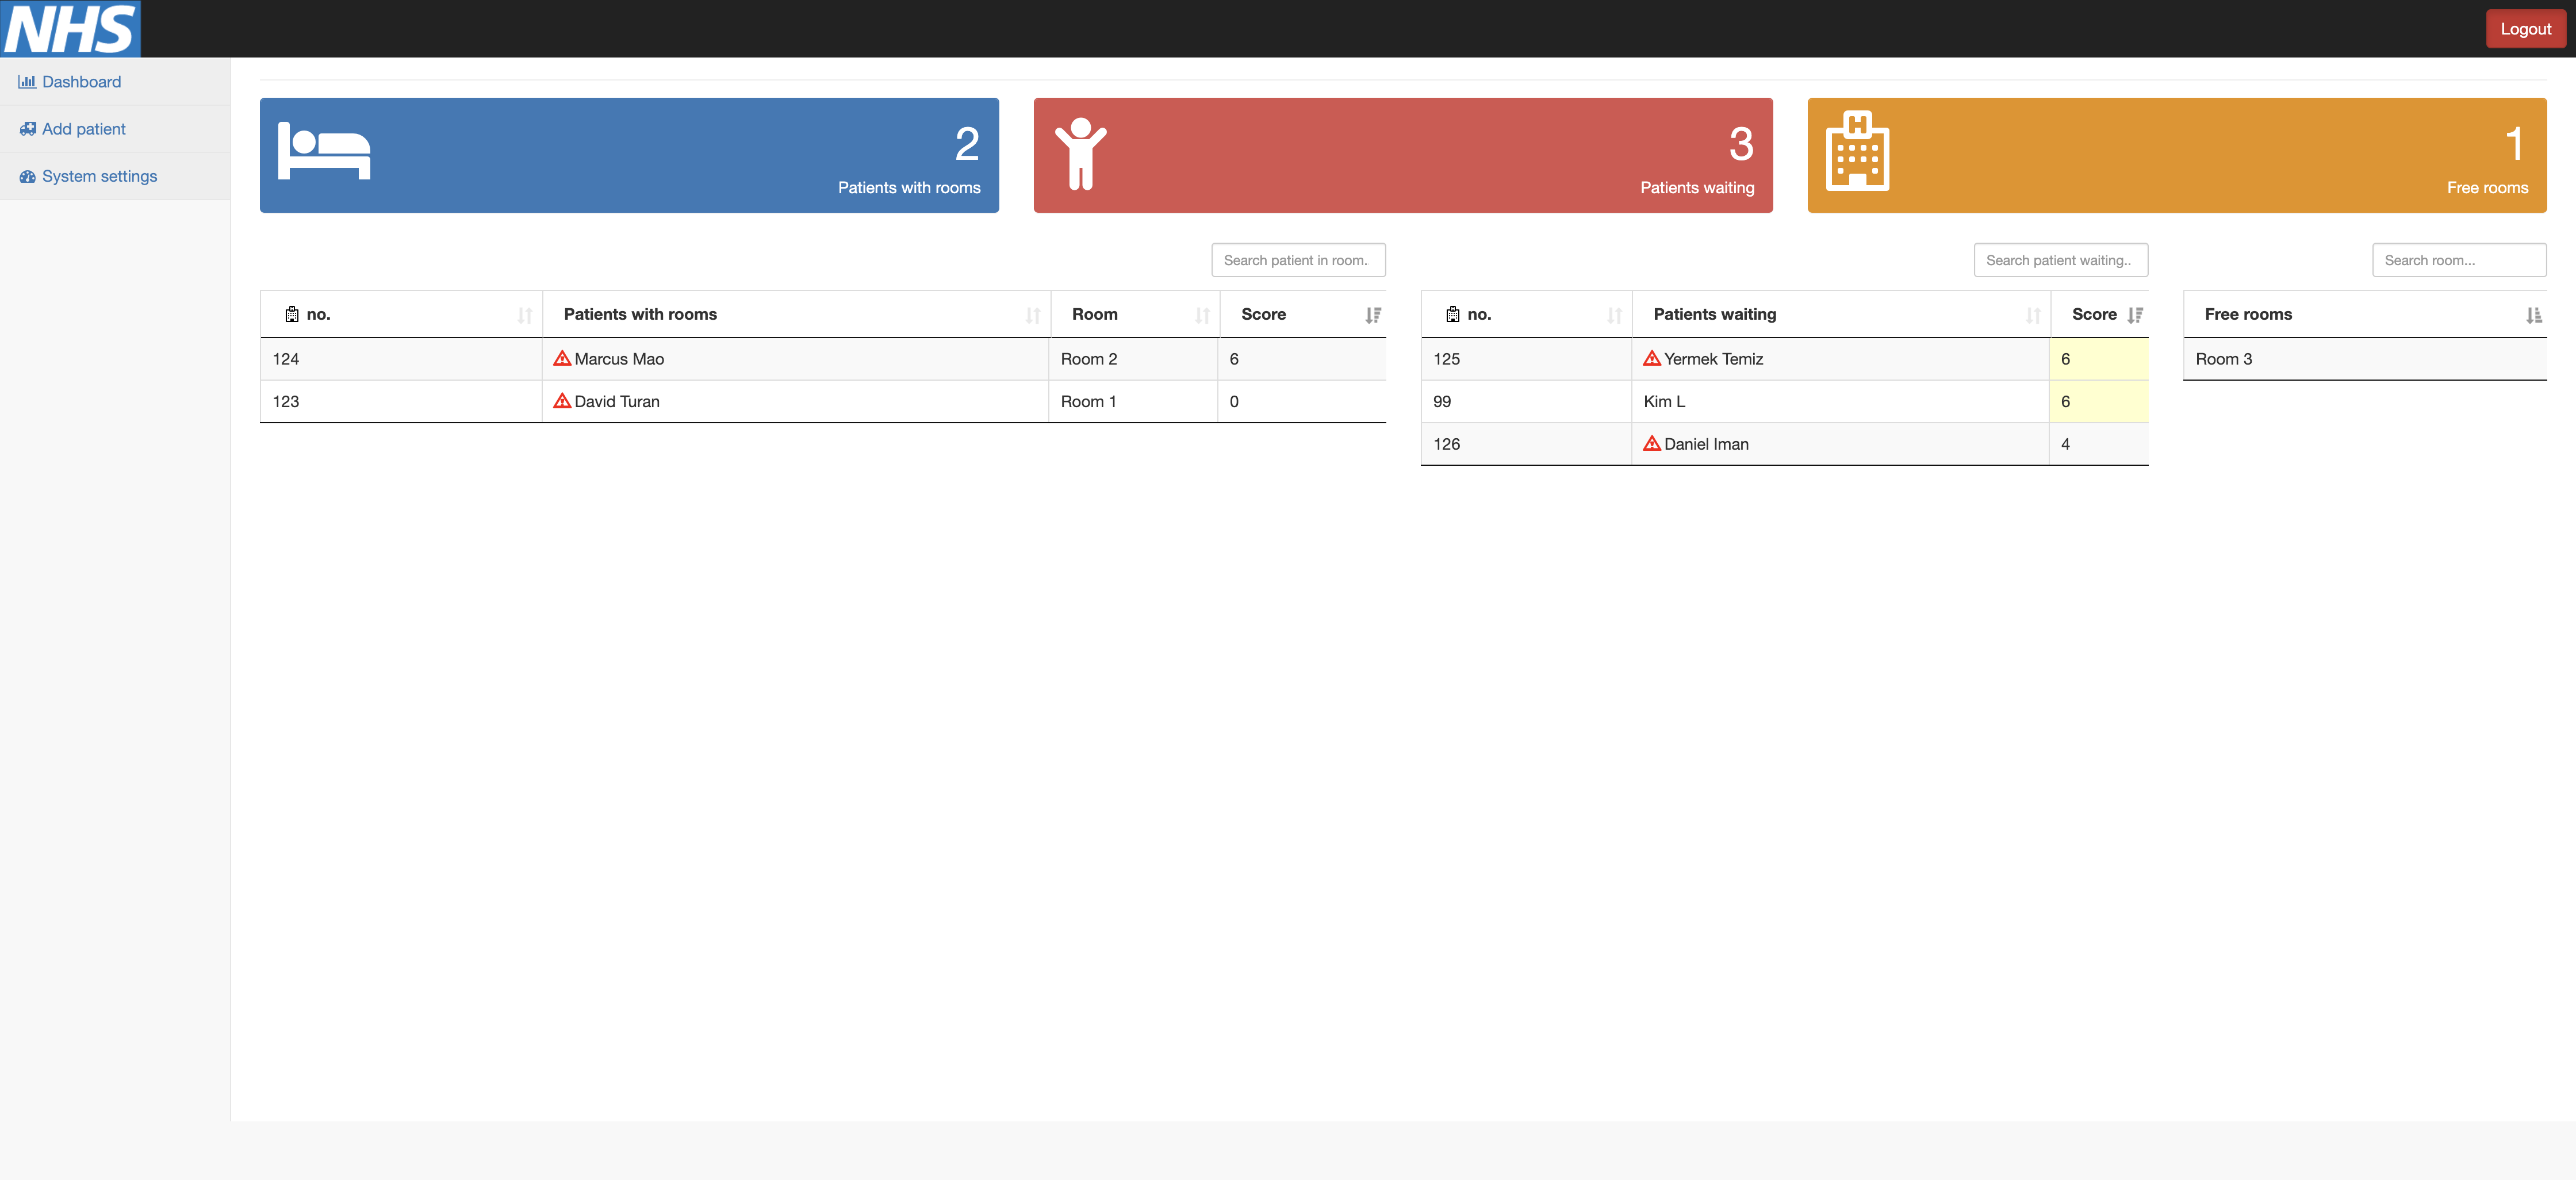 NHS
Logout
Dashboard
Add patient
System settings
2
Patients with rooms
3
Patients waiting
1
Free rooms
Search patient in room.
Search patient waiting..
Search room...
no. Patients with rooms Room Score
124 Marcus Mao Room 2 6
123 David Turan Room 1 0
no. Patients waiting Score
125 Yermek Temiz 6
99 Kim L 6
126 Daniel Iman 4
Free rooms
Room 3